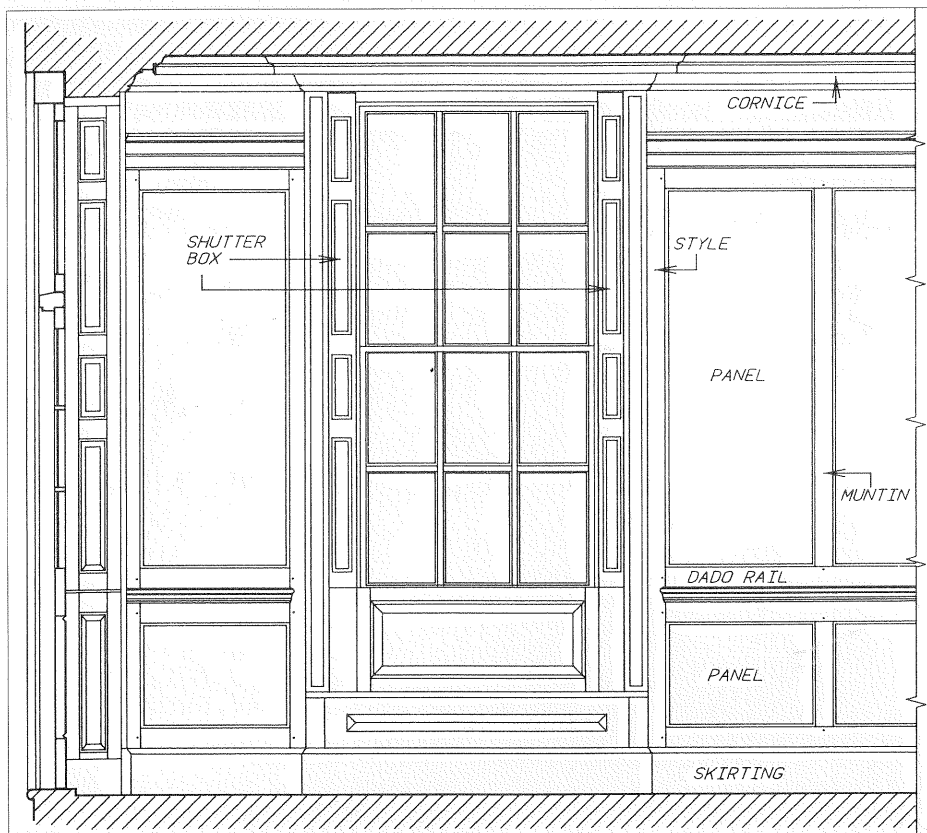 CORNICE
SHUTTER
BOX
STYLE
PANEL
MUNTIN
DADO RAIL
PANEL
SKIRTING